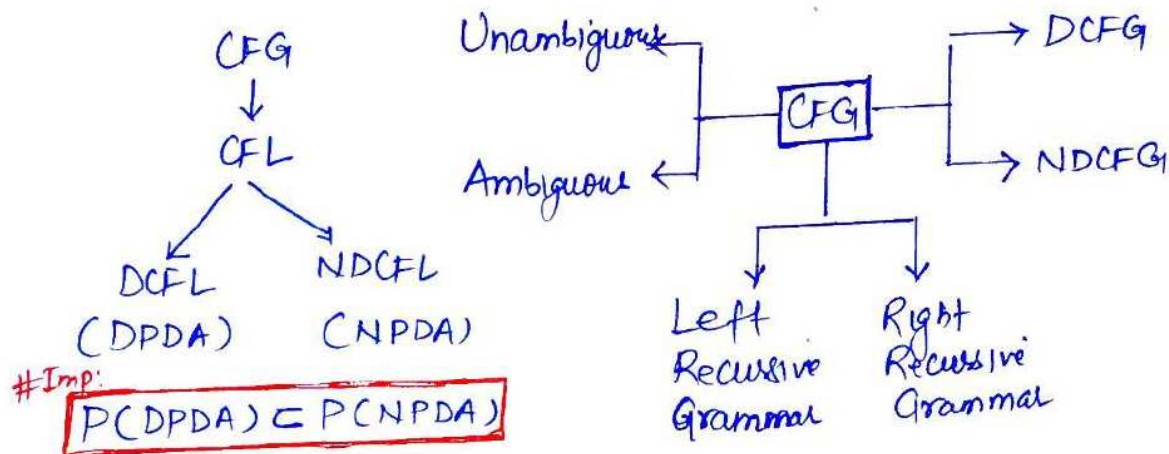 CFG
CFL
DCFL NDCFL
(DPDA) (NPDA)
#Imp:
P(DPDA) ⊂ P(NPDA)
Unambiguous
Ambiguous
CFG
DCFG
NDCFG
Left
Recursive
Grammar
Right
Recursive
Grammar